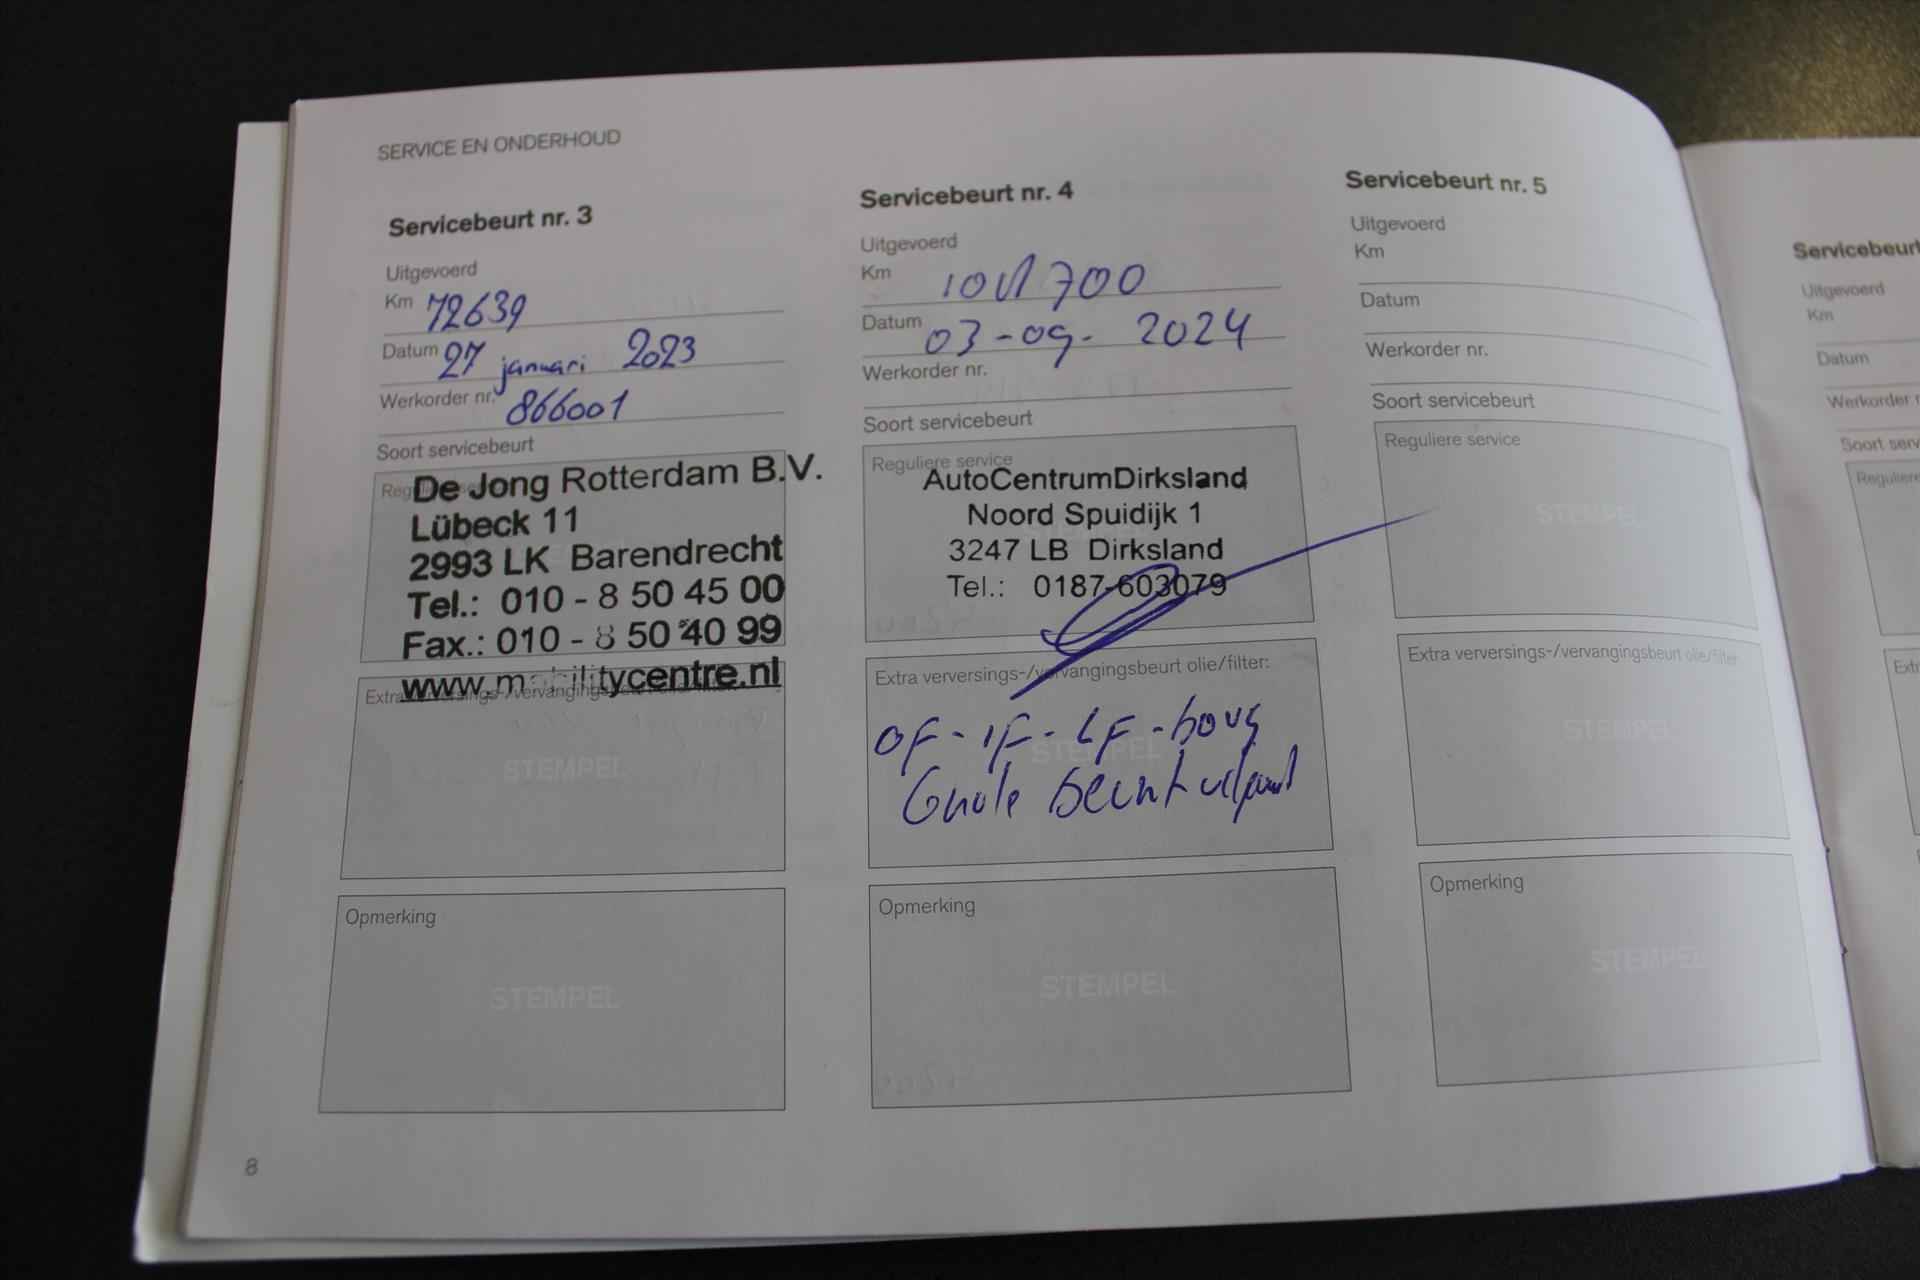 SERVICE EN ONDERHOUD
Servicebeurt nr. 3
Uitgevoerd
Km 72639
Datum 27 januari 2023
Werkorder nr. 866001
Soort servicebeurt
De Jong Rotterdam B.V.
Lübeck 11
2993 LK Barendrecht
Tel.: 010 - 8 50 45 00
Fax.: 010 - 8 50 40 99
www.mobilitycentre.nl
STEMPEL
Opmerking
STEMPEL
Servicebeurt nr. 4
Uitgevoerd
Km
Datum 03-09-2024
Werkorder nr.
Soort servicebeurt
Reguliere service
AutoCentrumDirksland
Noord Spuidijk 1
3247 LB Dirksland
Tel.: 0187-603079
Extra verversings-/vervangingsbeurt olie/filter:
STEMPEL
OF - IF - LF - boug
beurt
Opmerking
STEMPEL
Servicebeurt nr. 5
Uitgevoerd
Km
Datum
Werkorder nr.
Soort servicebeurt
Reguliere service
STEMPEL
Extra verversings-/vervangingsbeurt olie/filter
STEMPEL
Opmerking
STEMPEL
Servicebeurt
Uitgevoerd
Km
Datum
Werkorder
Soort
Reguliere
8